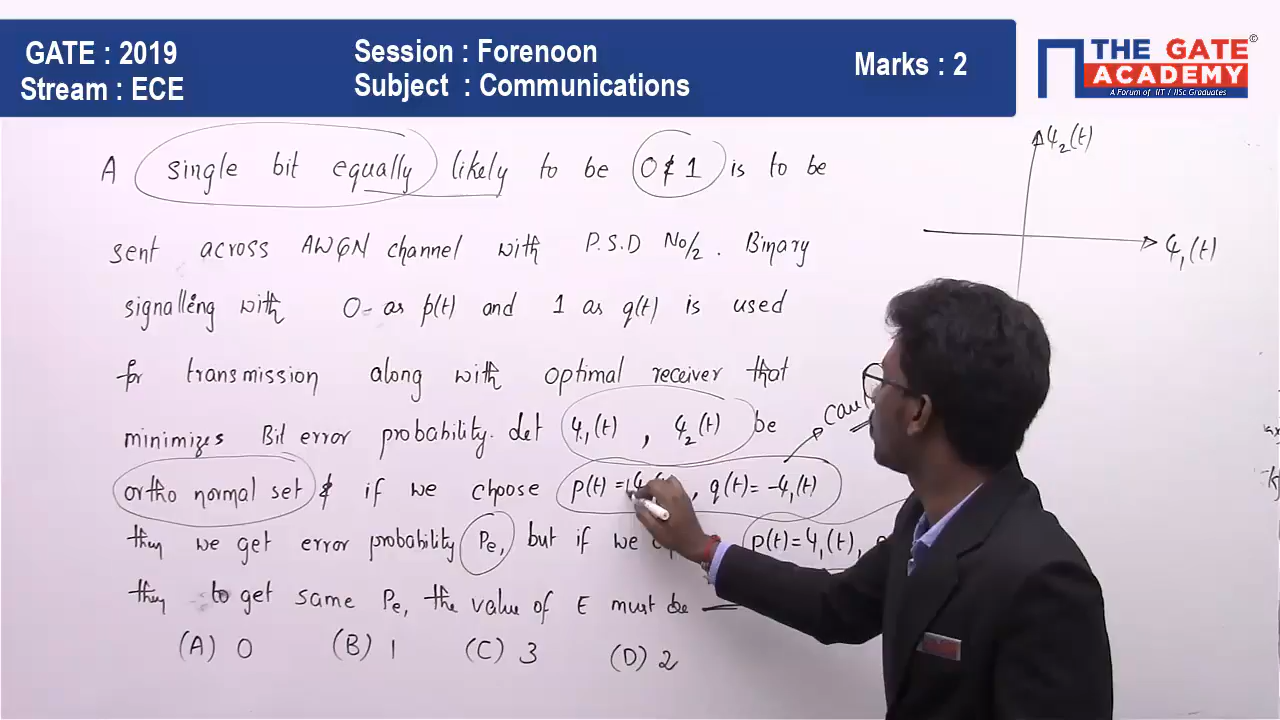 GATE : 2019
Stream : ECE
Session : Forenoon
Subject : Communications
Marks : 2
THE GATE ©
ACADEMY
A Forum of IIT / IISc Graduates
A single bit equally likely to be 0 & 1 is to be
sent across AWGN channel with P.S.D No/2. Binary
signalling with 0- as p(t) and 1 as q(t) is used
for transmission along with optimal receiver that
minimizes Bit error probability. let φ₁(t), φ₂(t) be
ortho normal set & if we choose p(t) = , q(t) = -φ₁(t)
they we get error probability Pe, but if we p(t) = φ₁(t),
they to get same Pe, the value of E must be —
(A) 0 (B) 1 (C) 3 (D) 2
φ₂(t)
φ₁(t)